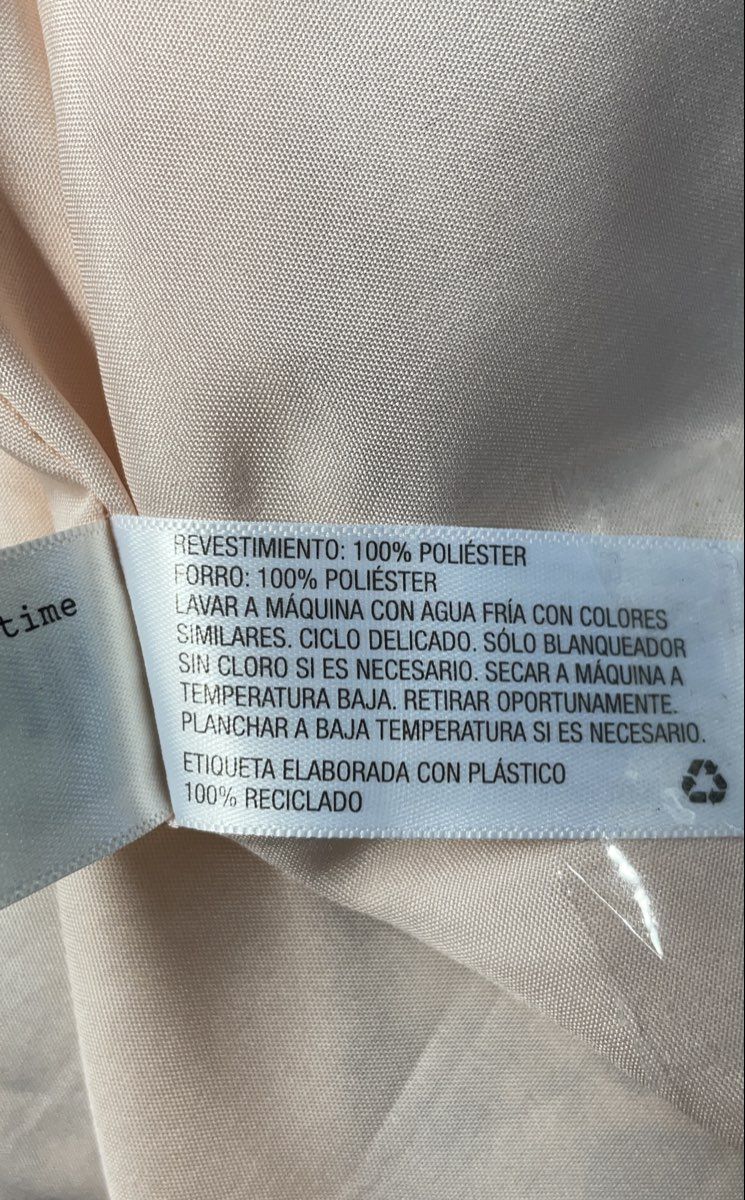 time
REVESTIMIENTO: 100% POLIÉSTER
FORRO: 100% POLIÉSTER
LAVAR A MÁQUINA CON AGUA FRÍA CON COLORES
SIMILARES. CICLO DELICADO. SÓLO BLANQUEADOR
SIN CLORO SI ES NECESARIO. SECAR A MÁQUINA A
TEMPERATURA BAJA. RETIRAR OPORTUNAMENTE.
PLANCHAR A BAJA TEMPERATURA SI ES NECESARIO.
ETIQUETA ELABORADA CON PLÁSTICO
100% RECICLADO